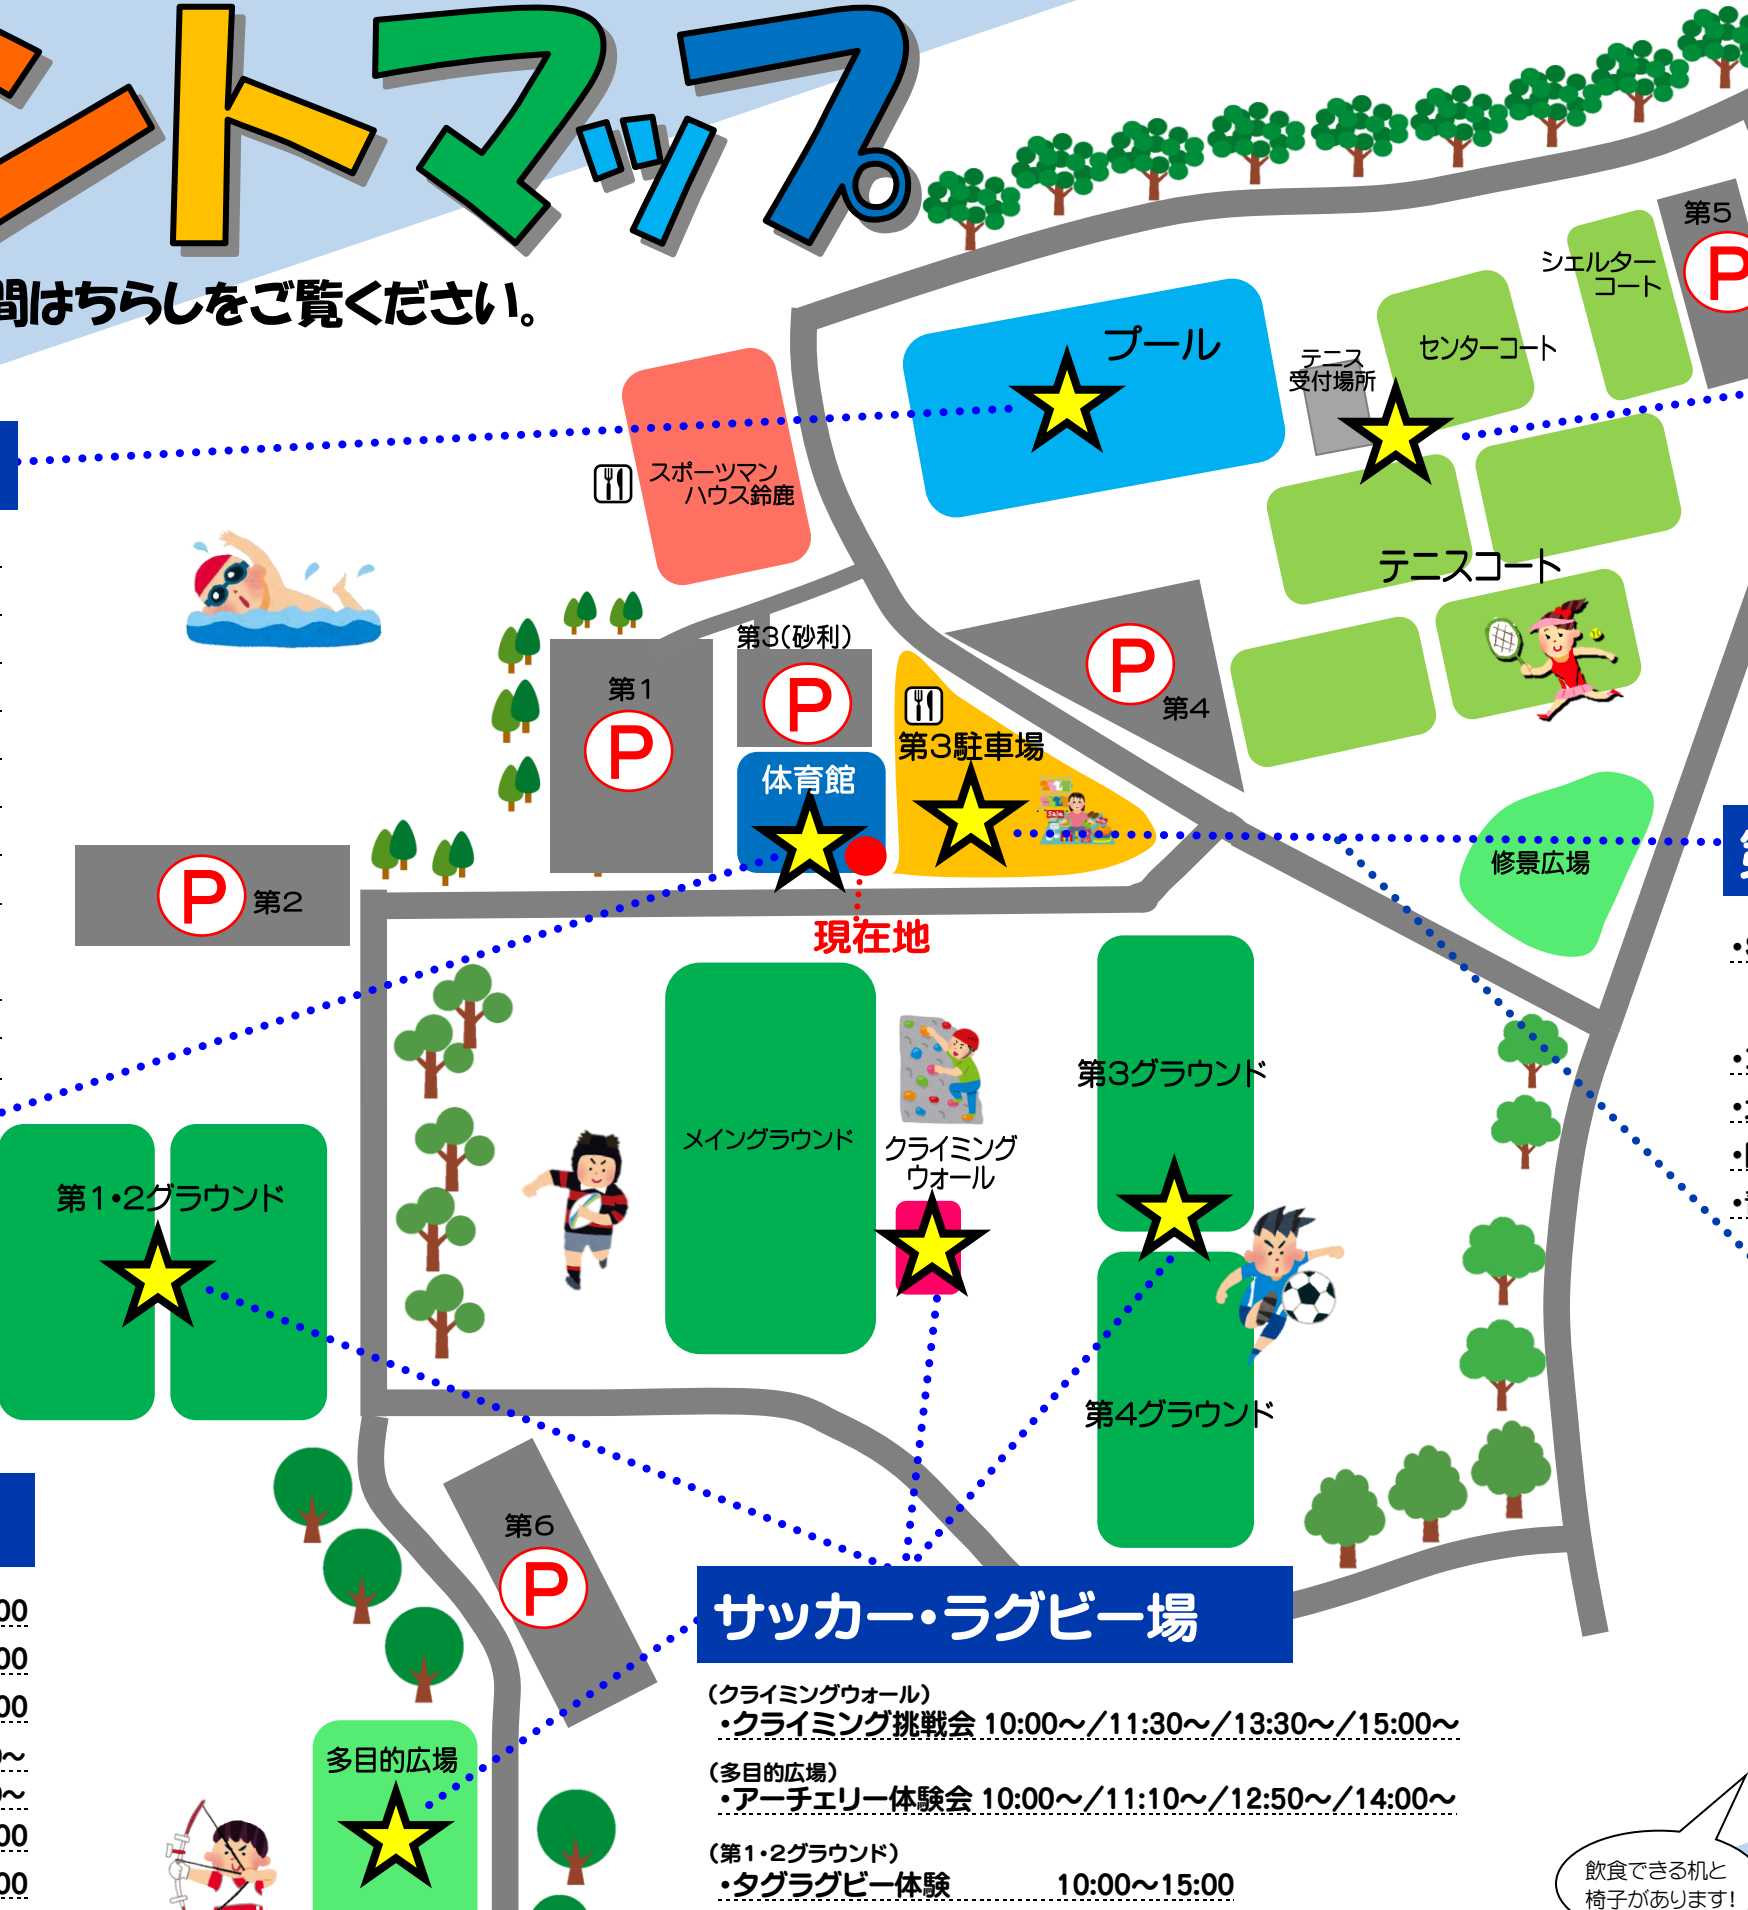 ントマップ
間はちらしをご覧ください。
第5
P
シェルター
コート
プール
センターコート
テニス
受付場所
スポーツマン
ハウス鈴鹿
テニスコート
第3(砂利)
P
第1
P
P
第4
第3駐車場
体育館
Sale
修景広場
P
第2
現在地
第3グラウンド
メイングラウンド
クライミング
ウォール
第1・2グラウンド
第4グラウンド
第6
P
サッカー・ラグビー場
(クライミングウォール)
・クライミング挑戦会 10:00〜/11:30〜/13:30〜/15:00〜
(多目的広場)
・アーチェリー体験会 10:00〜/11:10〜/12:50〜/14:00〜
(第1・2グラウンド)
・タグラグビー体験 10:00〜15:00
多目的広場
00
00
00
〜
〜
00
00
飲食できる机と
椅子があります!